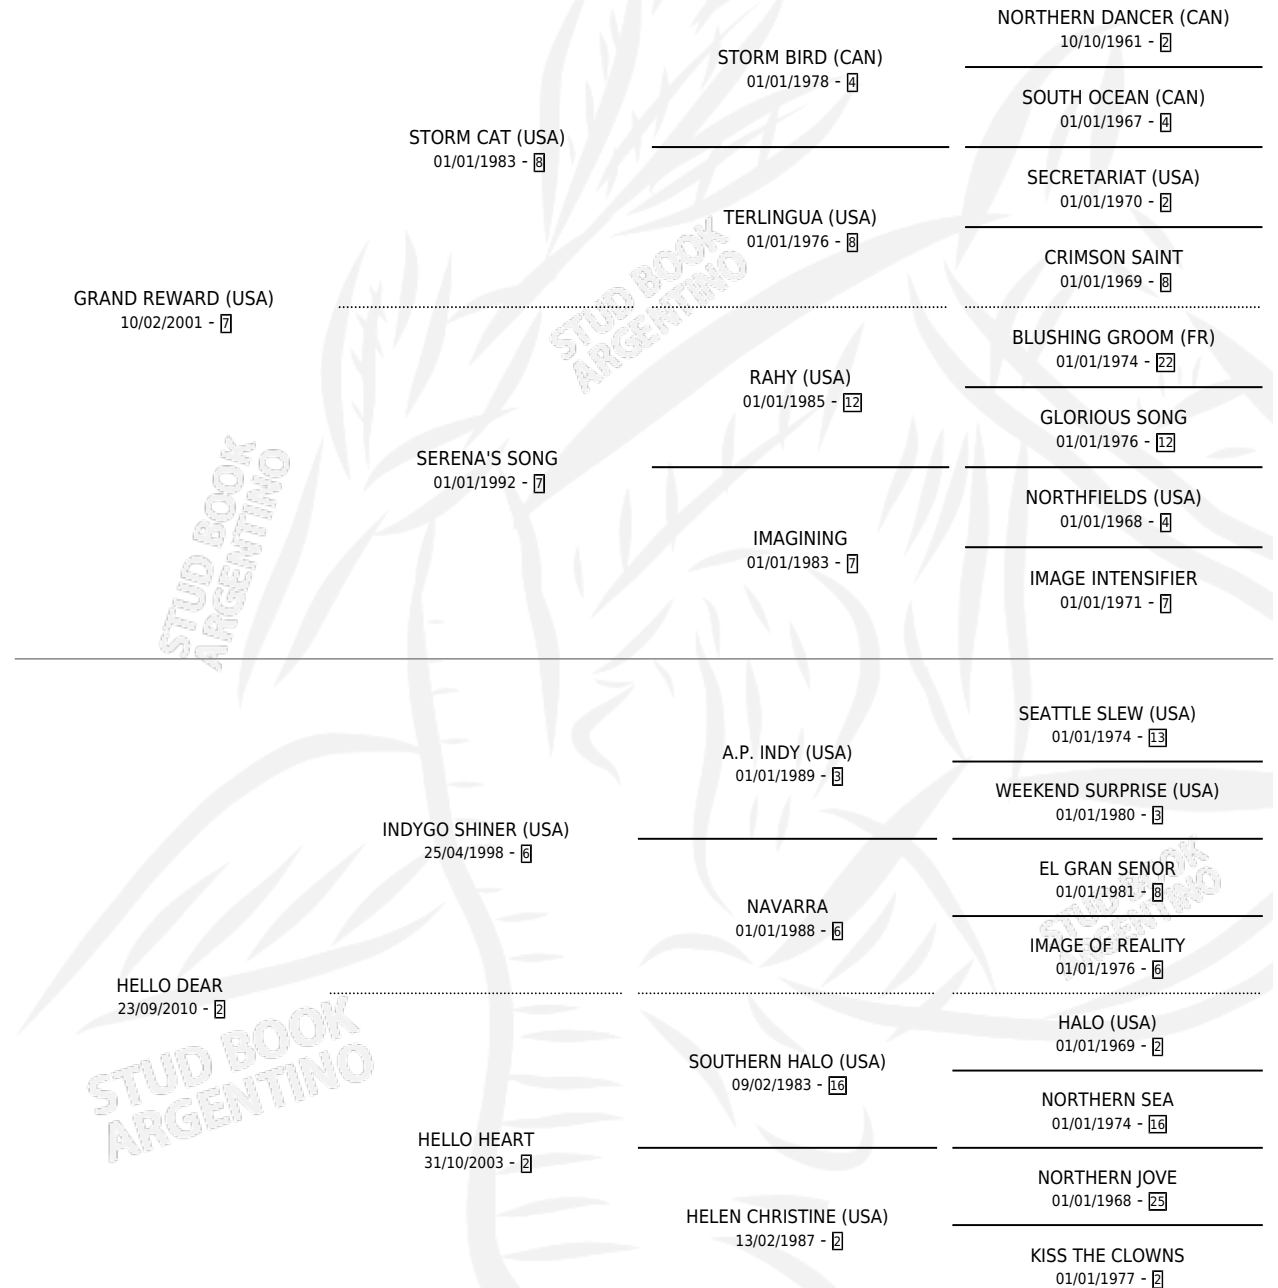 NORTHERN DANCER (CAN)
10/10/1961 - 2
STORM BIRD (CAN)
01/01/1978 - 4
SOUTH OCEAN (CAN)
01/01/1967 - 4
STORM CAT (USA)
01/01/1983 - 8
SECRETARIAT (USA)
01/01/1970 - 2
TERLINGUA (USA)
01/01/1976 - 8
CRIMSON SAINT
01/01/1969 - 8
GRAND REWARD (USA)
10/02/2001 - 7
BLUSHING GROOM (FR)
01/01/1974 - 22
RAHY (USA)
01/01/1985 - 12
GLORIOUS SONG
01/01/1976 - 12
SERENA'S SONG
01/01/1992 - 7
NORTHFIELDS (USA)
01/01/1968 - 4
IMAGINING
01/01/1983 - 7
IMAGE INTENSIFIER
01/01/1971 - 7
SEATTLE SLEW (USA)
01/01/1974 - 13
A.P. INDY (USA)
01/01/1989 - 3
WEEKEND SURPRISE (USA)
01/01/1980 - 3
INDYGO SHINER (USA)
25/04/1998 - 6
EL GRAN SENOR
01/01/1981 - 8
NAVARRA
01/01/1988 - 6
IMAGE OF REALITY
01/01/1976 - 6
HELLO DEAR
23/09/2010 - 2
HALO (USA)
01/01/1969 - 2
SOUTHERN HALO (USA)
09/02/1983 - 16
NORTHERN SEA
01/01/1974 - 16
HELLO HEART
31/10/2003 - 2
NORTHERN JOVE
01/01/1968 - 25
HELEN CHRISTINE (USA)
13/02/1987 - 2
KISS THE CLOWNS
01/01/1977 - 2
STUD BOOK
ARGENTINO
STUD BOOK
ARGENTINO
STUD BOOK
ARGENTINO
STUD BOOK
ARGENTINO